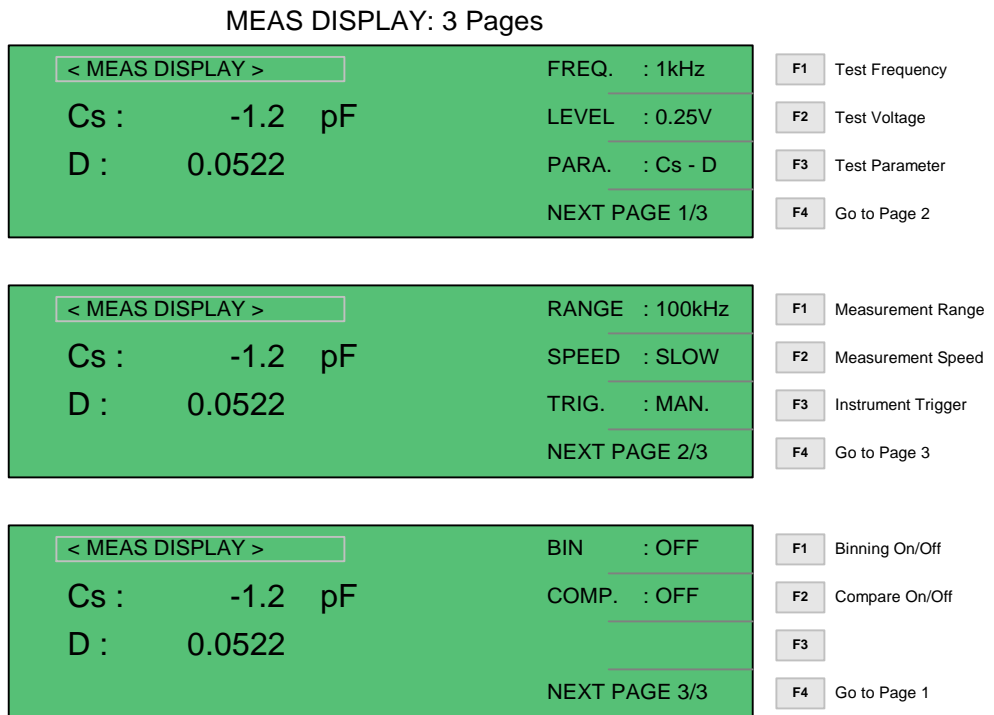 MEAS DISPLAY: 3 Pages
< MEAS DISPLAY > FREQ. : 1kHz F1 Test Frequency
Cs : -1.2 pF LEVEL : 0.25V F2 Test Voltage
D : 0.0522 PARA. : Cs - D F3 Test Parameter
NEXT PAGE 1/3 F4 Go to Page 2
< MEAS DISPLAY > RANGE : 100kHz F1 Measurement Range
Cs : -1.2 pF SPEED : SLOW F2 Measurement Speed
D : 0.0522 TRIG. : MAN. F3 Instrument Trigger
NEXT PAGE 2/3 F4 Go to Page 3
< MEAS DISPLAY > BIN : OFF F1 Binning On/Off
Cs : -1.2 pF COMP. : OFF F2 Compare On/Off
D : 0.0522 F3
NEXT PAGE 3/3 F4 Go to Page 1